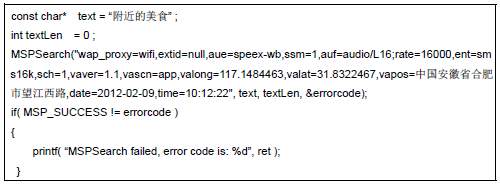 const char*    text = “附近的美食” ;
int textLen    = 0 ;
MSPSearch("wap_proxy=wifi,extid=null,aue=speex-wb,ssm=1,auf=audio/L16;rate=16000,ent=sm
s16k,sch=1,vaver=1.1,vascn=app,valong=117.1484463,valat=31.8322467,vapos=中国安徽省合肥
市望江西路,date=2012-02-09,time=10:12:22", text, textLen, &errorcode);
if( MSP_SUCCESS != errorcode )
{
printf( “MSPSearch failed, error code is: %d”, ret );
}